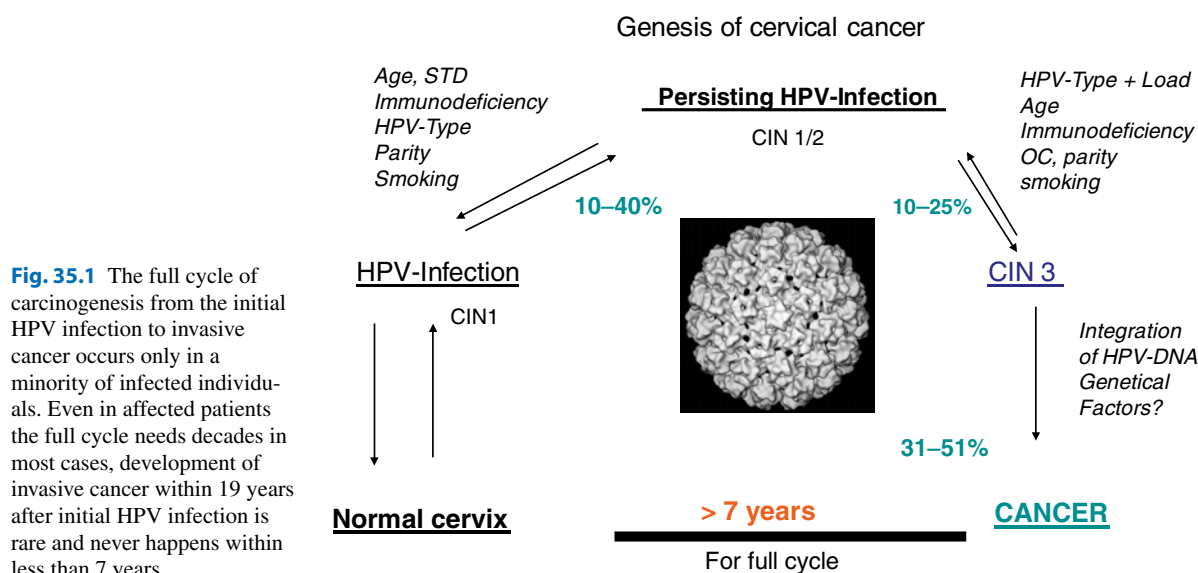 Genesis of cervical cancer
Age, STD
Immunodeficiency
HPV-Type
Parity
Smoking
Persisting HPV-Infection
CIN 1/2
HPV-Type + Load
Age
Immunodeficiency
OC, parity
smoking
10–40%
10–25%
HPV-Infection
CIN1
CIN 3
Integration
of HPV-DNA
Genetical
Factors?
31–51%
Normal cervix
> 7 years
For full cycle
CANCER
Fig. 35.1 The full cycle of
carcinogenesis from the initial
HPV infection to invasive
cancer occurs only in a
minority of infected individu-
als. Even in affected patients
the full cycle needs decades in
most cases, development of
invasive cancer within 19 years
after initial HPV infection is
rare and never happens within
less than 7 years